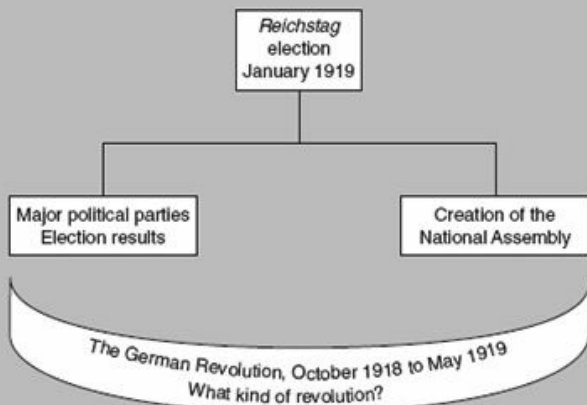 Reichstag
election
January 1919
Major political parties
Election results
Creation of the
National Assembly
The German Revolution, October 1918 to May 1919
What kind of revolution?